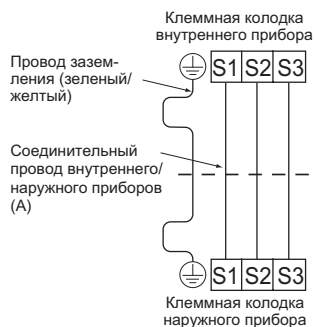 Клеммная колодка
внутреннего прибора
S1 S2 S3
Провод зазем-
ления (зеленый/
желтый)
Соединительный
провод внутреннего/
наружного приборов
(A)
S1 S2 S3
Клеммная колодка
наружного прибора